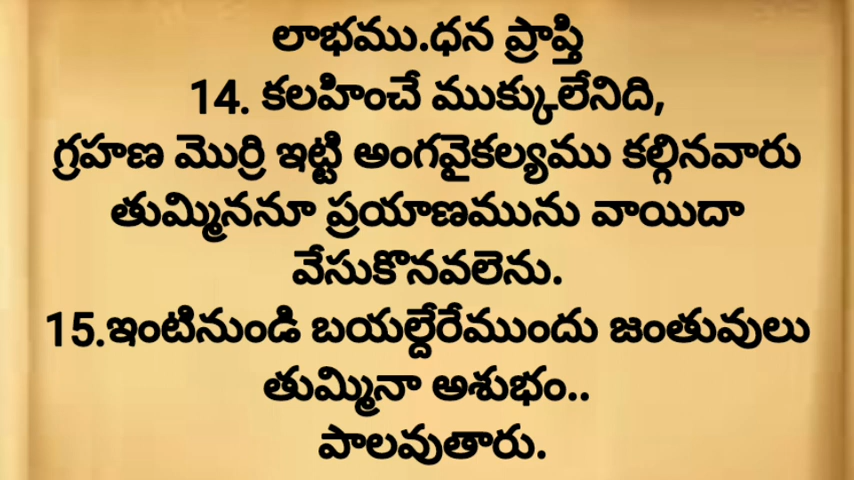 లాభము.ధన ప్రాప్తి
14. కలహించే ముక్కులేనిది,
గ్రహణ మొర్రి ఇట్టి అంగవైకల్యము కల్గినవారు
తుమ్మిననూ ప్రయాణమును వాయిదా
వేసుకొనవలెను.
15.ఇంటినుండి బయల్దేరేముందు జంతువులు
తుమ్మినా అశుభం..
పాలవుతారు.